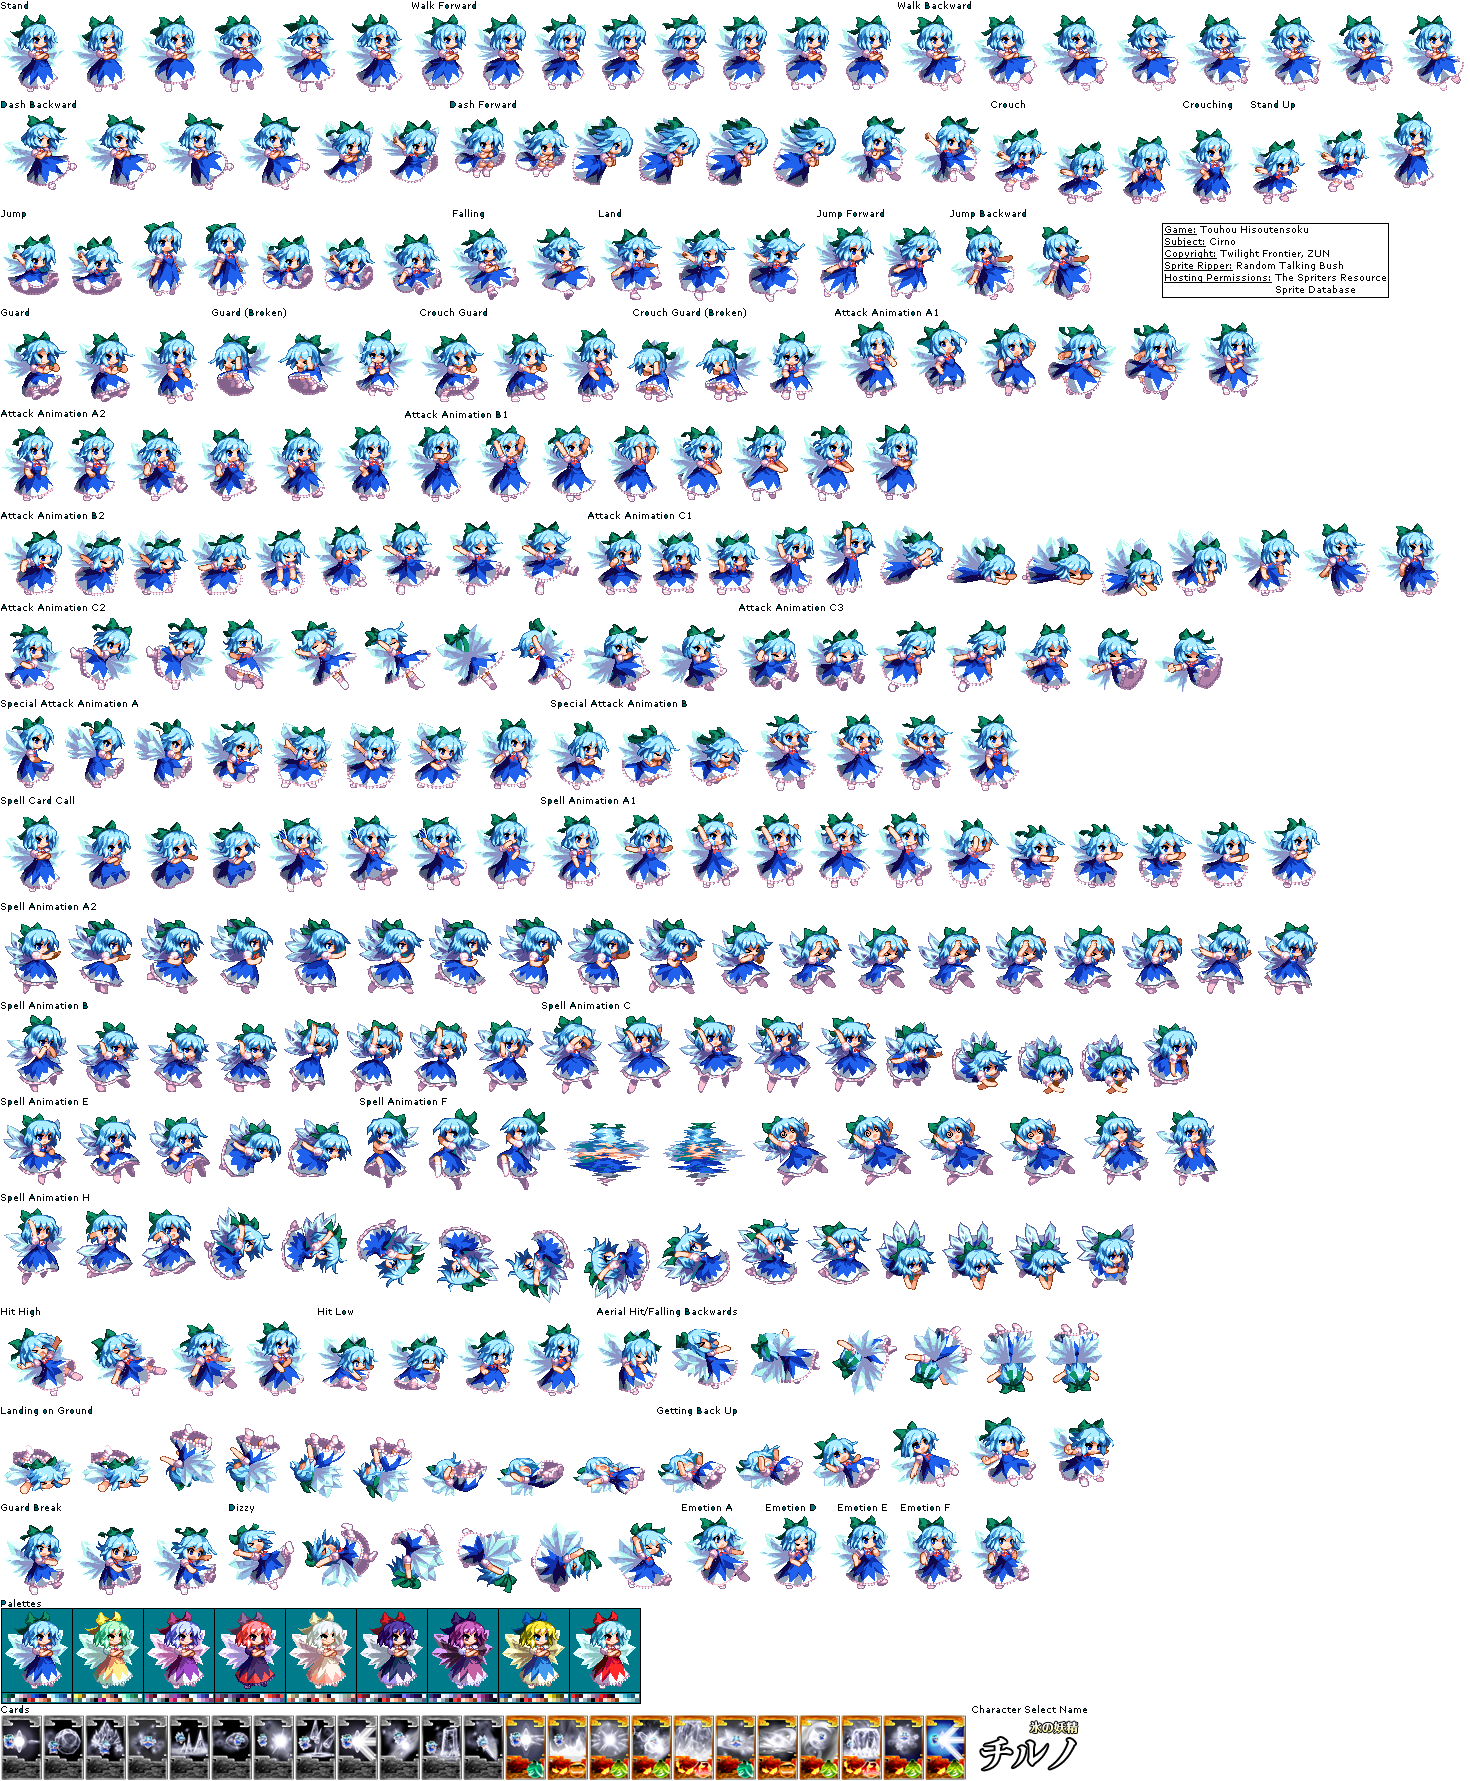 Stand
Walk Forward
Walk Backward
Dash Backward
Dash Forward
Crouch
Crouching
Stand Up
Jump
Falling
Land
Jump Forward
Jump Backward
Game: Touhou Hisoutensoku
Subject: Cirno
Copyright: Twilight Frontier, ZUN
Sprite Ripper: Random Talking Bush
Hosting Permissions: The Spriters Resource
Sprite Database
Guard
Guard (Broken)
Crouch Guard
Crouch Guard (Broken)
Attack Animation A1
Attack Animation A2
Attack Animation B1
Attack Animation B2
Attack Animation C1
Attack Animation C2
Attack Animation C3
Special Attack Animation A
Special Attack Animation B
Spell Card Call
Spell Animation A1
Spell Animation A2
Spell Animation B
Spell Animation C
Spell Animation E
Spell Animation F
Spell Animation H
Hit High
Hit Low
Aerial Hit/Falling Backwards
Landing on Ground
Getting Back Up
Guard Break
Dizzy
Emotion A
Emotion D
Emotion E
Emotion F
Palettes
Cards
Character Select Name
氷の妖精
チルノ